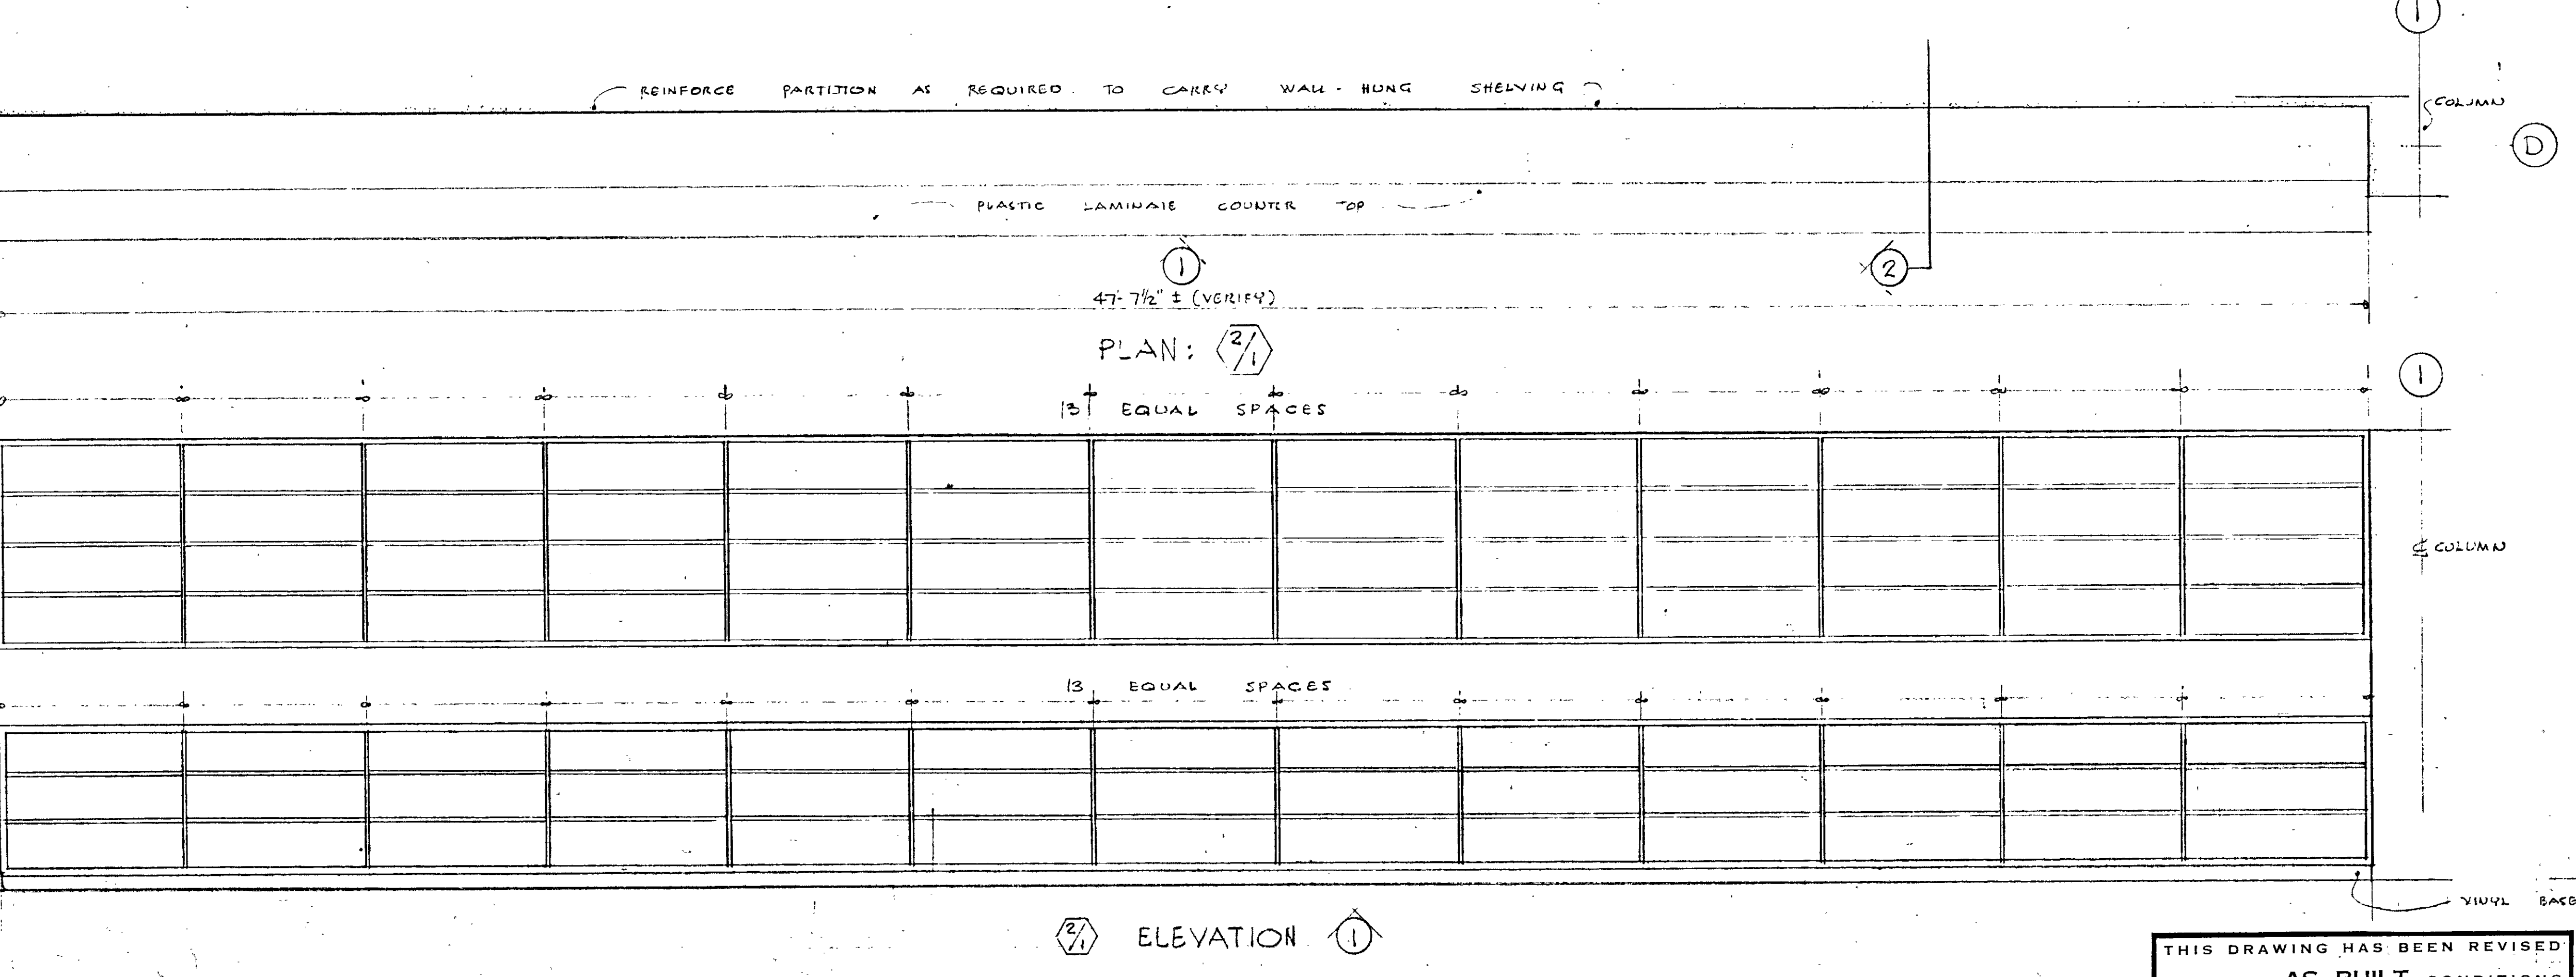 1
REINFORCE PARTITION AS REQUIRED TO CARRY WALL-HUNG SHELVING
COLUMN
D
PLASTIC LAMINATE COUNTER TOP
1
2
47'-7½" ± (VERIFY)
PLAN: 2/1
1
13 EQUAL SPACES
℄ COLUMN
13 EQUAL SPACES
VINYL BASE
2/1 ELEVATION 1
THIS DRAWING HAS BEEN REVISED
AS BUILT CONDITIONS